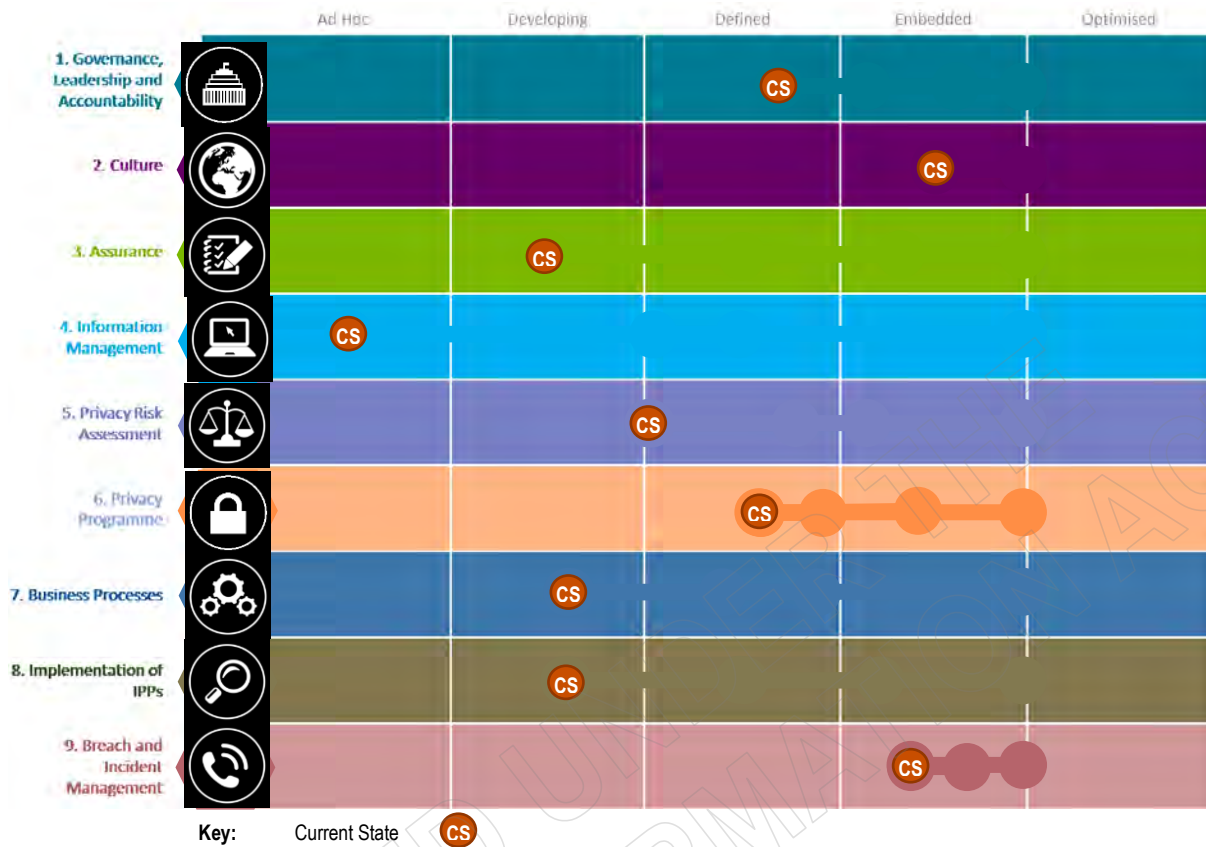 Ad Hoc Developing Defined Embedded Optimised
1. Governance,
Leadership and
Accountability
CS
2. Culture
CS
3. Assurance
CS
4. Information
Management
CS
5. Privacy Risk
Assessment
CS
6. Privacy
Programme
CS
7. Business Processes
CS
8. Implementation of
IPPs
CS
9. Breach and
Incident
Management
CS
Key: Current State CS